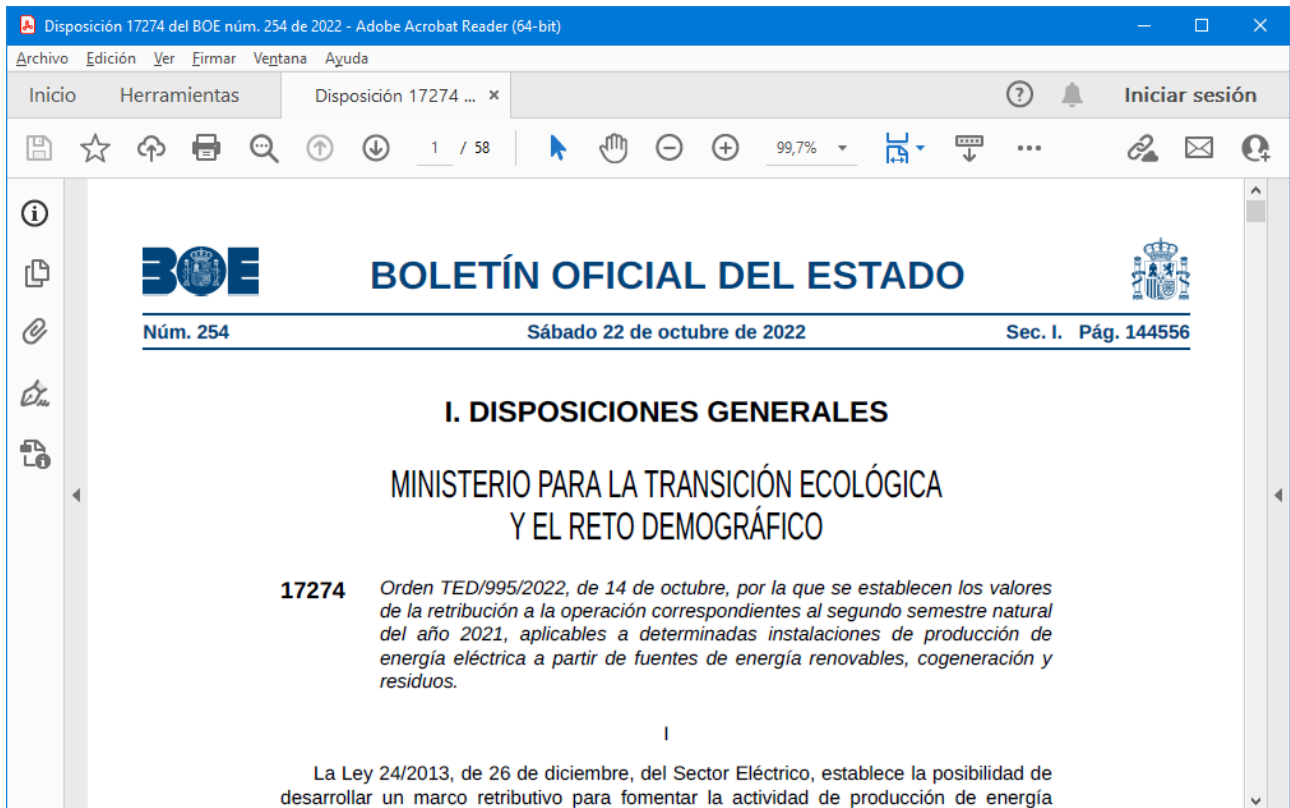 Disposición 17274 del BOE núm. 254 de 2022 - Adobe Acrobat Reader (64-bit)
Archivo Edición Ver Firmar Ventana Ayuda
Inicio Herramientas Disposición 17274 ... × Iniciar sesión
1 / 58 99,7%
BOE BOLETÍN OFICIAL DEL ESTADO
Núm. 254 Sábado 22 de octubre de 2022 Sec. I. Pág. 144556
I. DISPOSICIONES GENERALES
MINISTERIO PARA LA TRANSICIÓN ECOLÓGICA
Y EL RETO DEMOGRÁFICO
17274 Orden TED/995/2022, de 14 de octubre, por la que se establecen los valores
de la retribución a la operación correspondientes al segundo semestre natural
del año 2021, aplicables a determinadas instalaciones de producción de
energía eléctrica a partir de fuentes de energía renovables, cogeneración y
residuos.
I
La Ley 24/2013, de 26 de diciembre, del Sector Eléctrico, establece la posibilidad de
desarrollar un marco retributivo para fomentar la actividad de producción de energía